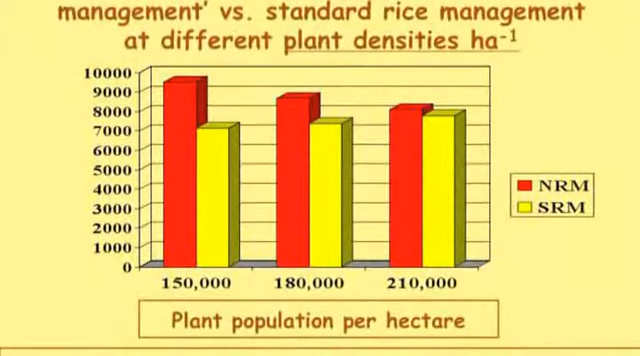 management' vs. standard rice management
at different plant densities ha-1
10000
9000
8000
7000
6000
5000
4000
3000
2000
1000
0
150,000 180,000 210,000
NRM
SRM
Plant population per hectare